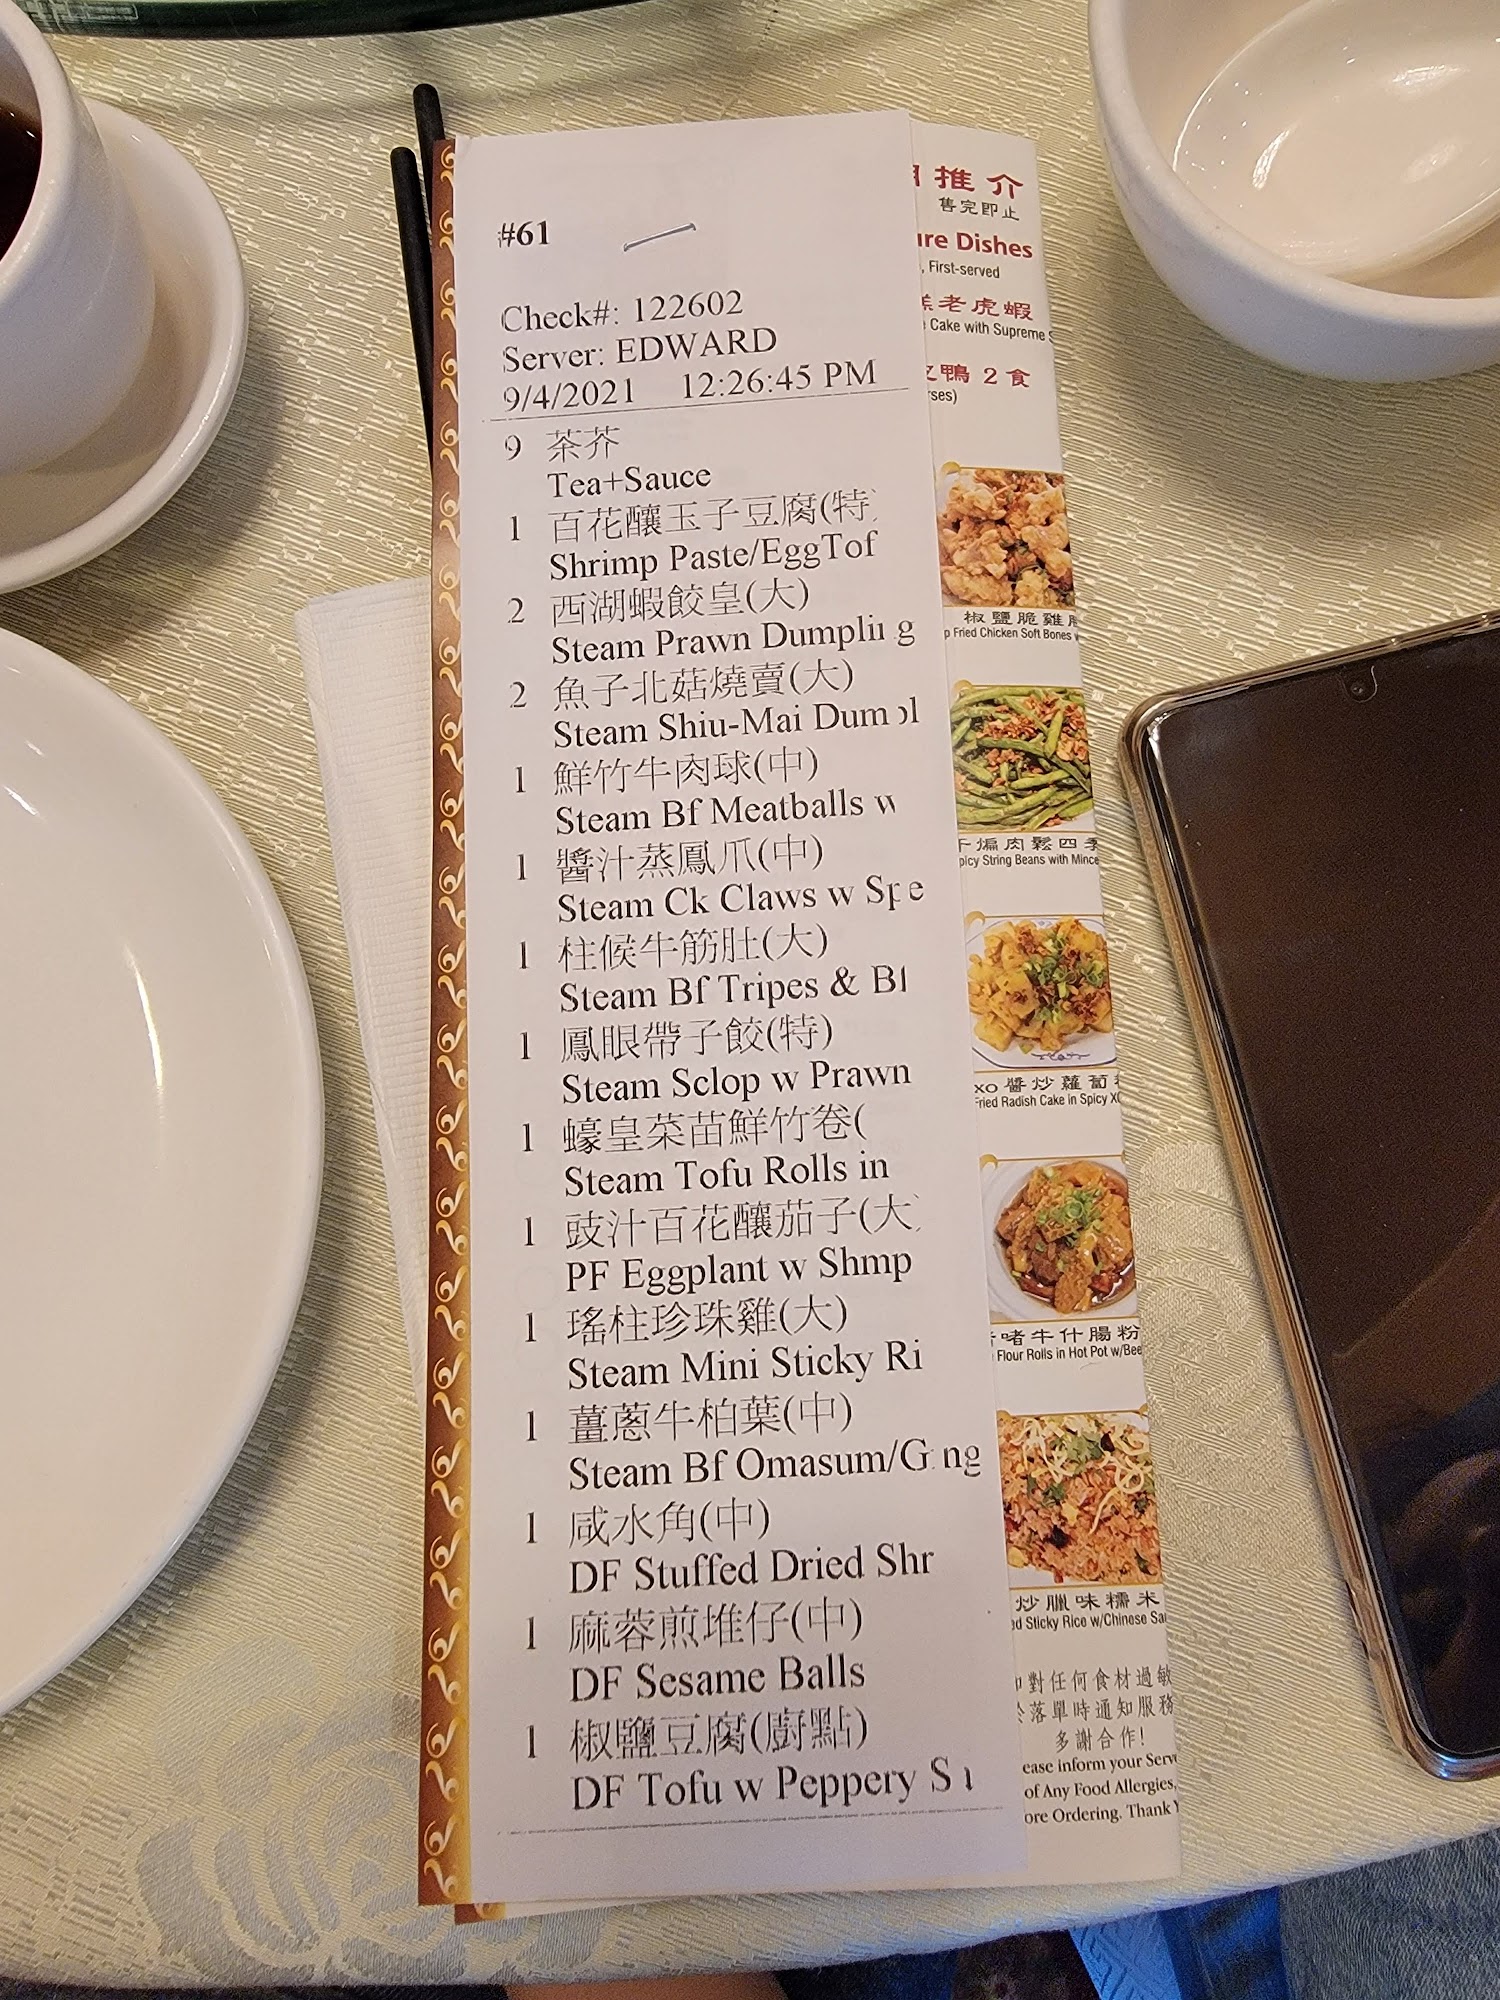 #61
Check#: 122602
Server: EDWARD
9/4/2021 12:26:45 PM
9 茶芥
Tea+Sauce
1 百花釀玉子豆腐(特)
Shrimp Paste/EggTof
2 西湖蝦餃皇(大)
Steam Prawn Dumpling
2 魚子北菇燒賣(大)
Steam Shiu-Mai Dumpl
1 鮮竹牛肉球(中)
Steam Bf Meatballs w
1 醬汁蒸鳳爪(中)
Steam Ck Claws w Spe
1 柱候牛筋肚(大)
Steam Bf Tripes & Bf
1 鳳眼帶子餃(特)
Steam Sclop w Prawn
1 蠔皇菜苗鮮竹卷(
Steam Tofu Rolls in
1 豉汁百花釀茄子(大)
PF Eggplant w Shmp
1 瑤柱珍珠雞(大)
Steam Mini Sticky Ri
1 薑蔥牛柏葉(中)
Steam Bf Omasum/Ging
1 咸水角(中)
DF Stuffed Dried Shr
1 麻蓉煎堆仔(中)
DF Sesame Balls
1 椒鹽豆腐(廚點)
DF Tofu w Peppery
推介
售完即止
Dishes
, First-served
老虎蝦
Cake with Supreme
鴨 2 食
椒鹽脆雞
Fried Chicken Soft Bones
煸肉鬆四季
String Beans with Mince
XO醬炒蘿蔔
Radish Cake in Spicy XO
啫牛什腸粉
Flour Rolls in Hot Pot w/Bee
炒臘味糯米
Sticky Rice w/Chinese
對任何食材過敏
落單時通知服務
多謝合作!
inform your
of Any Food Allergies,
Ordering. Thank